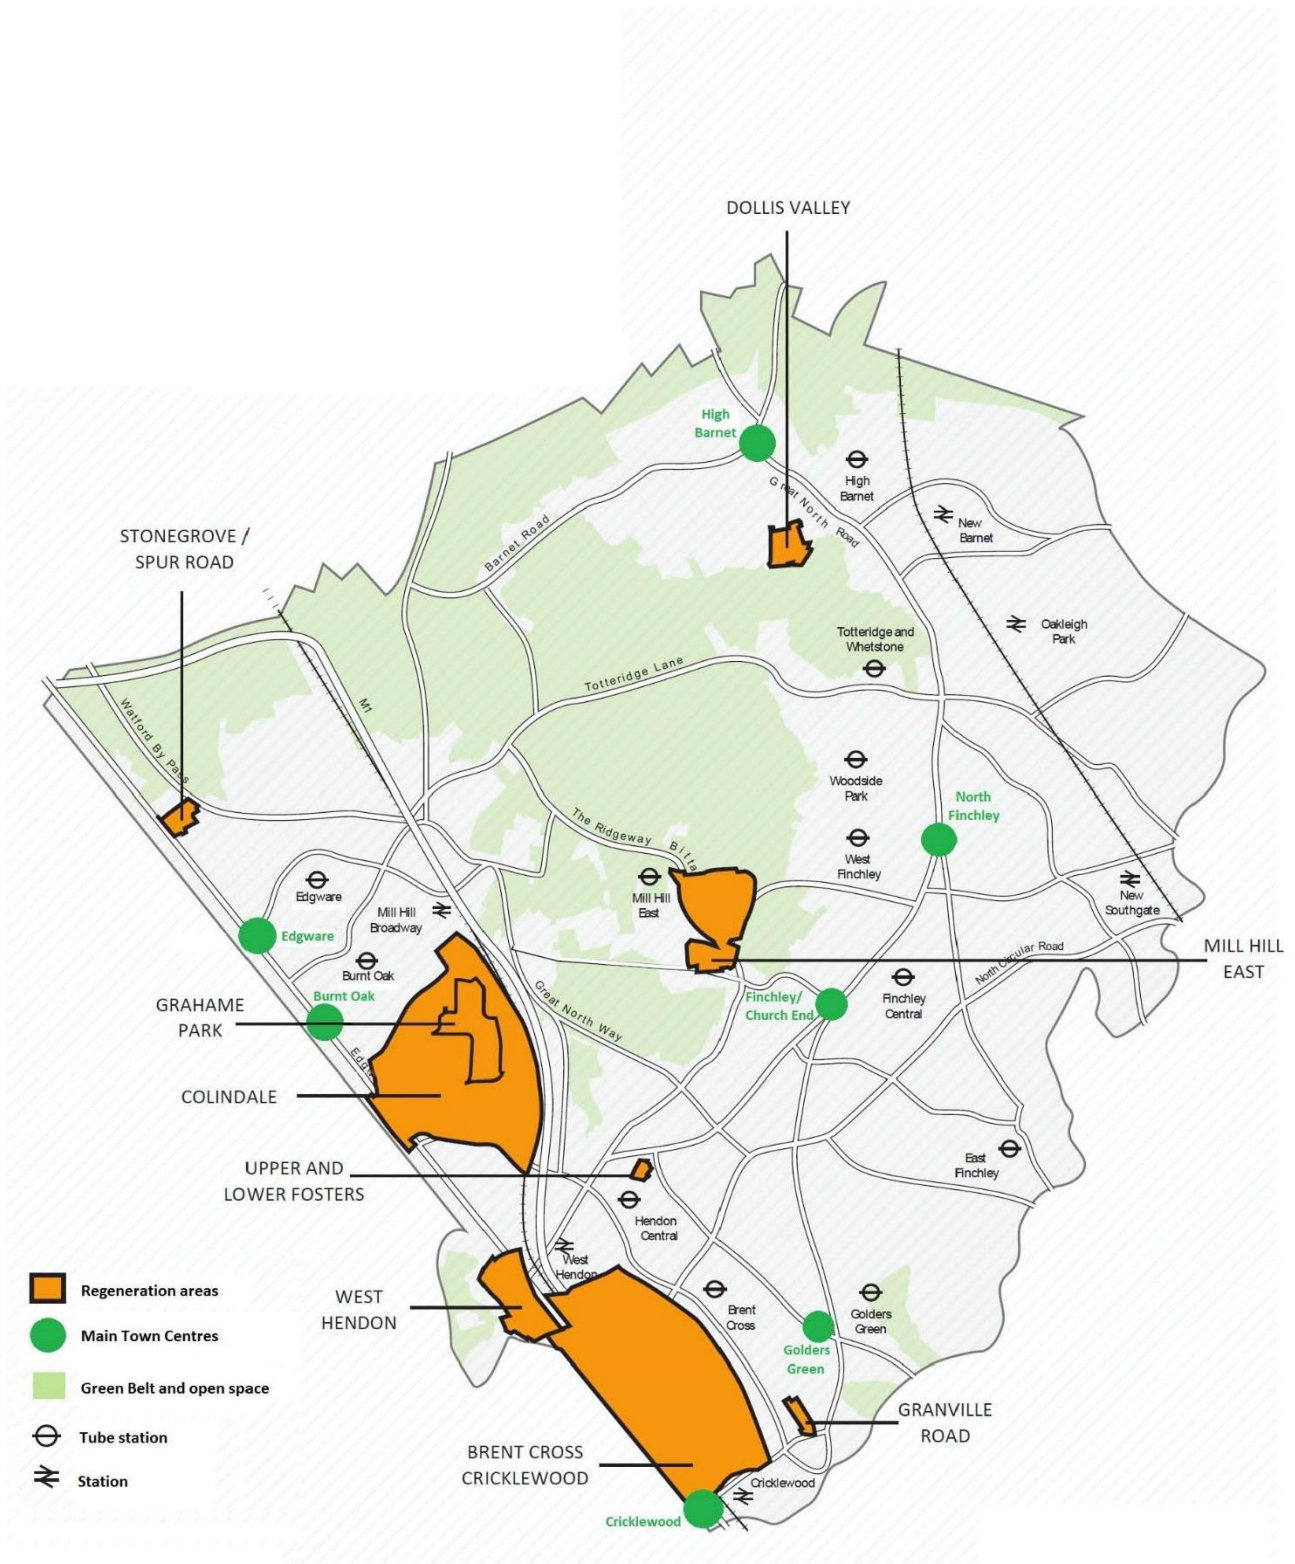 DOLLIS VALLEY
High
Barnet
High
Barnet
Great North Road
New
Barnet
STONEGROVE /
SPUR ROAD
Barnet Road
Oakleigh
Park
Totteridge and
Whetstone
Totteridge Lane
M1
Watford By Pass
Woodside
Park
North
Finchley
The Ridgeway
Bitta
West
Finchley
Edgware
Mill Hill
East
New
Southgate
Mill Hill
Broadway
Edgware
MILL HILL
EAST
North Circular Road
Burnt Oak
Burnt Oak
Great North Way
Finchley/
Church End
Finchley
Central
GRAHAME
PARK
Edgw
COLINDALE
East
Finchley
UPPER AND
LOWER FOSTERS
Hendon
Central
West
Hendon
WEST
HENDON
Brent
Cross
Golders
Green
Golders
Green
Regeneration areas
Main Town Centres
Green Belt and open space
Tube station
Station
GRANVILLE
ROAD
BRENT CROSS
CRICKLEWOOD
Cricklewood
Cricklewood